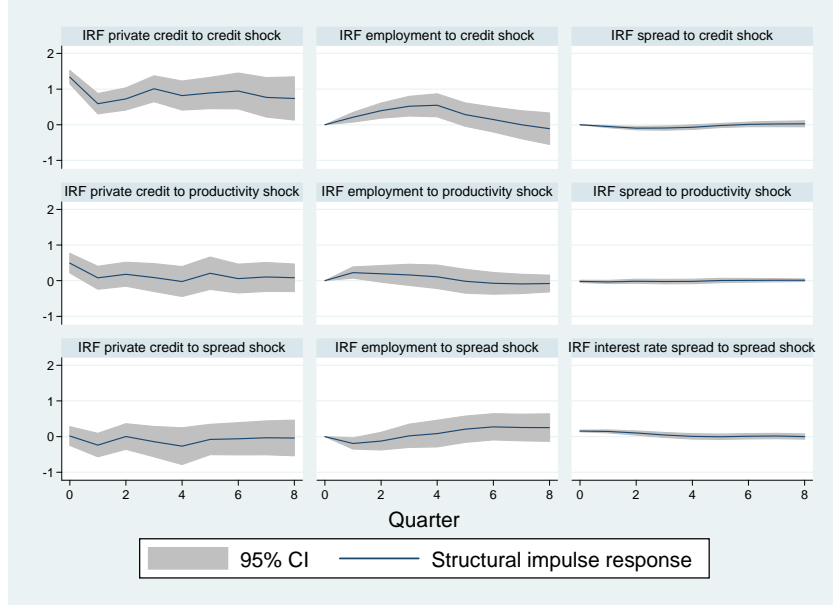 IRF private credit to credit shock
IRF employment to credit shock
IRF spread to credit shock
2
1
0
-1
IRF private credit to productivity shock
IRF employment to productivity shock
IRF spread to productivity shock
2
1
0
-1
IRF private credit to spread shock
IRF employment to spread shock
IRF interest rate spread to spread shock
2
1
0
-1
0 2 4 6 8
0 2 4 6 8
0 2 4 6 8
Quarter
95% CI
Structural impulse response